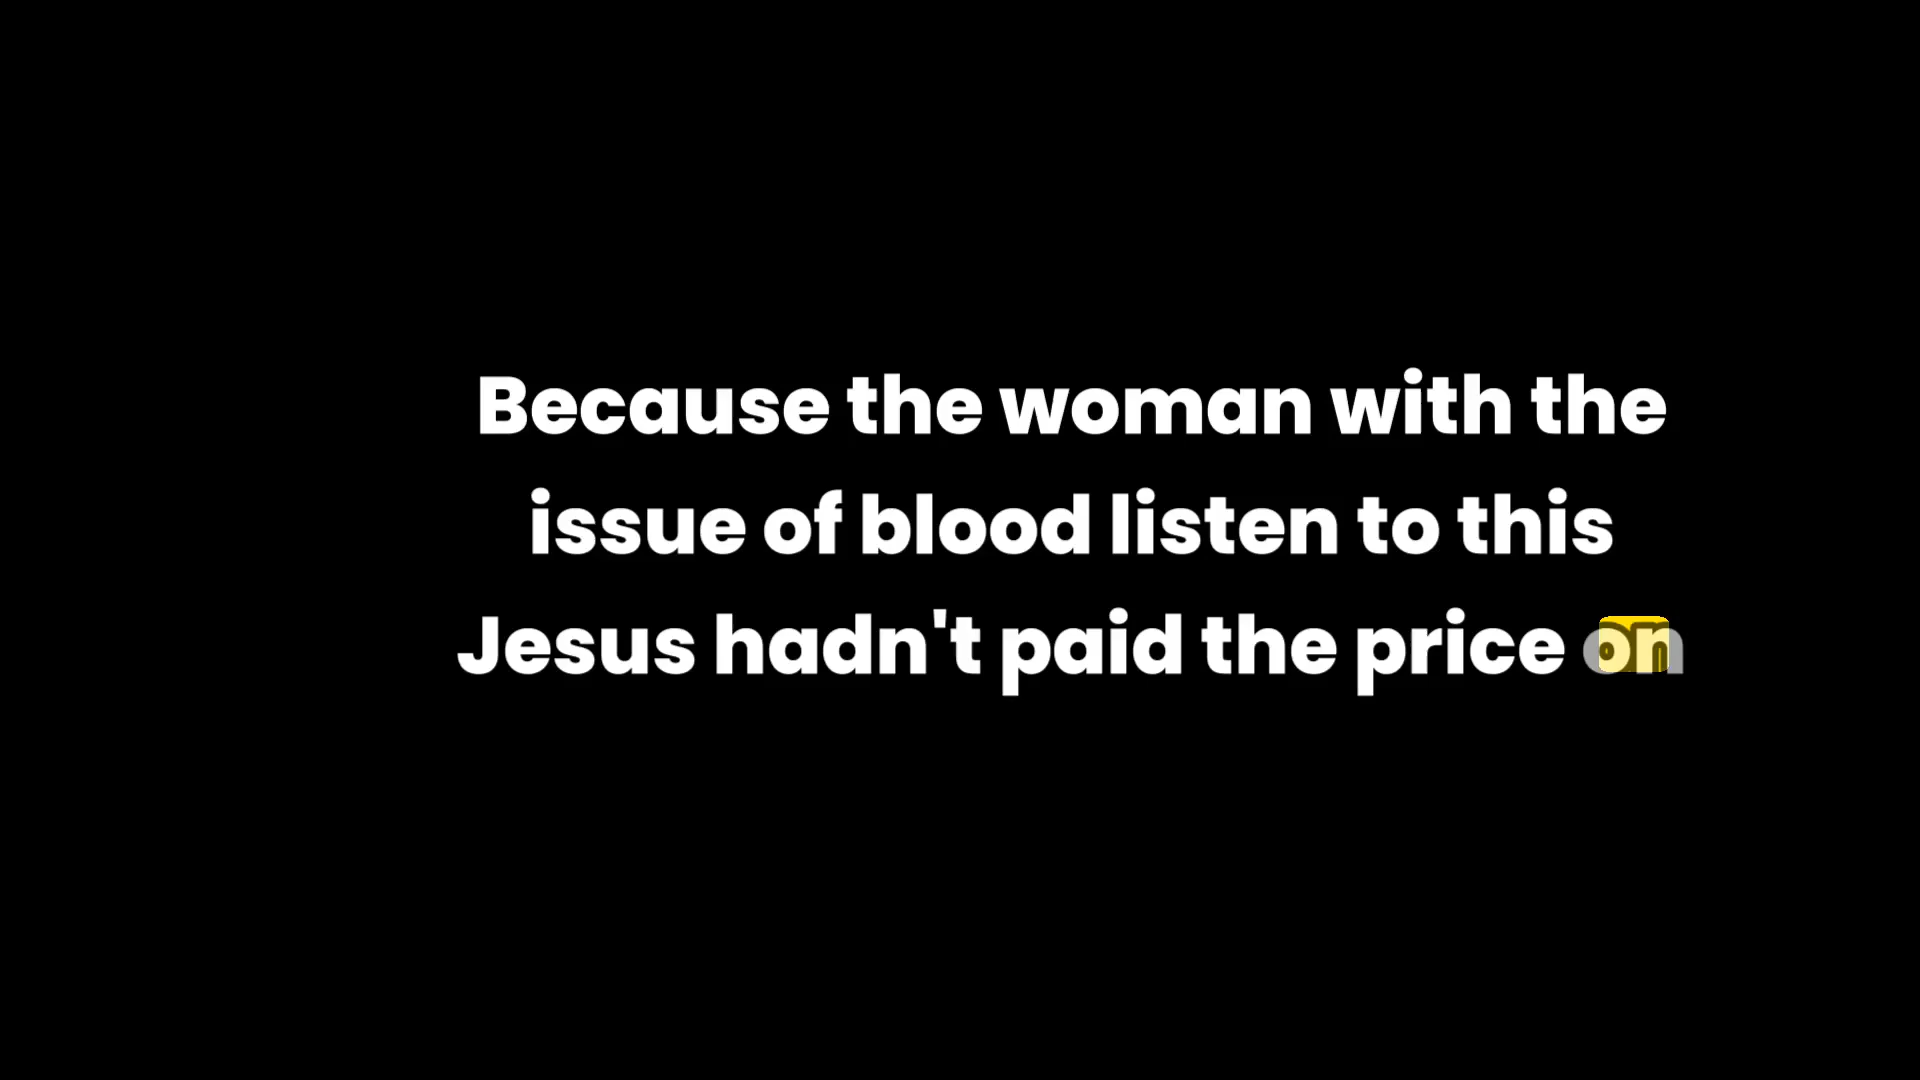 Because the woman with the
issue of blood listen to this
Jesus hadn't paid the price on